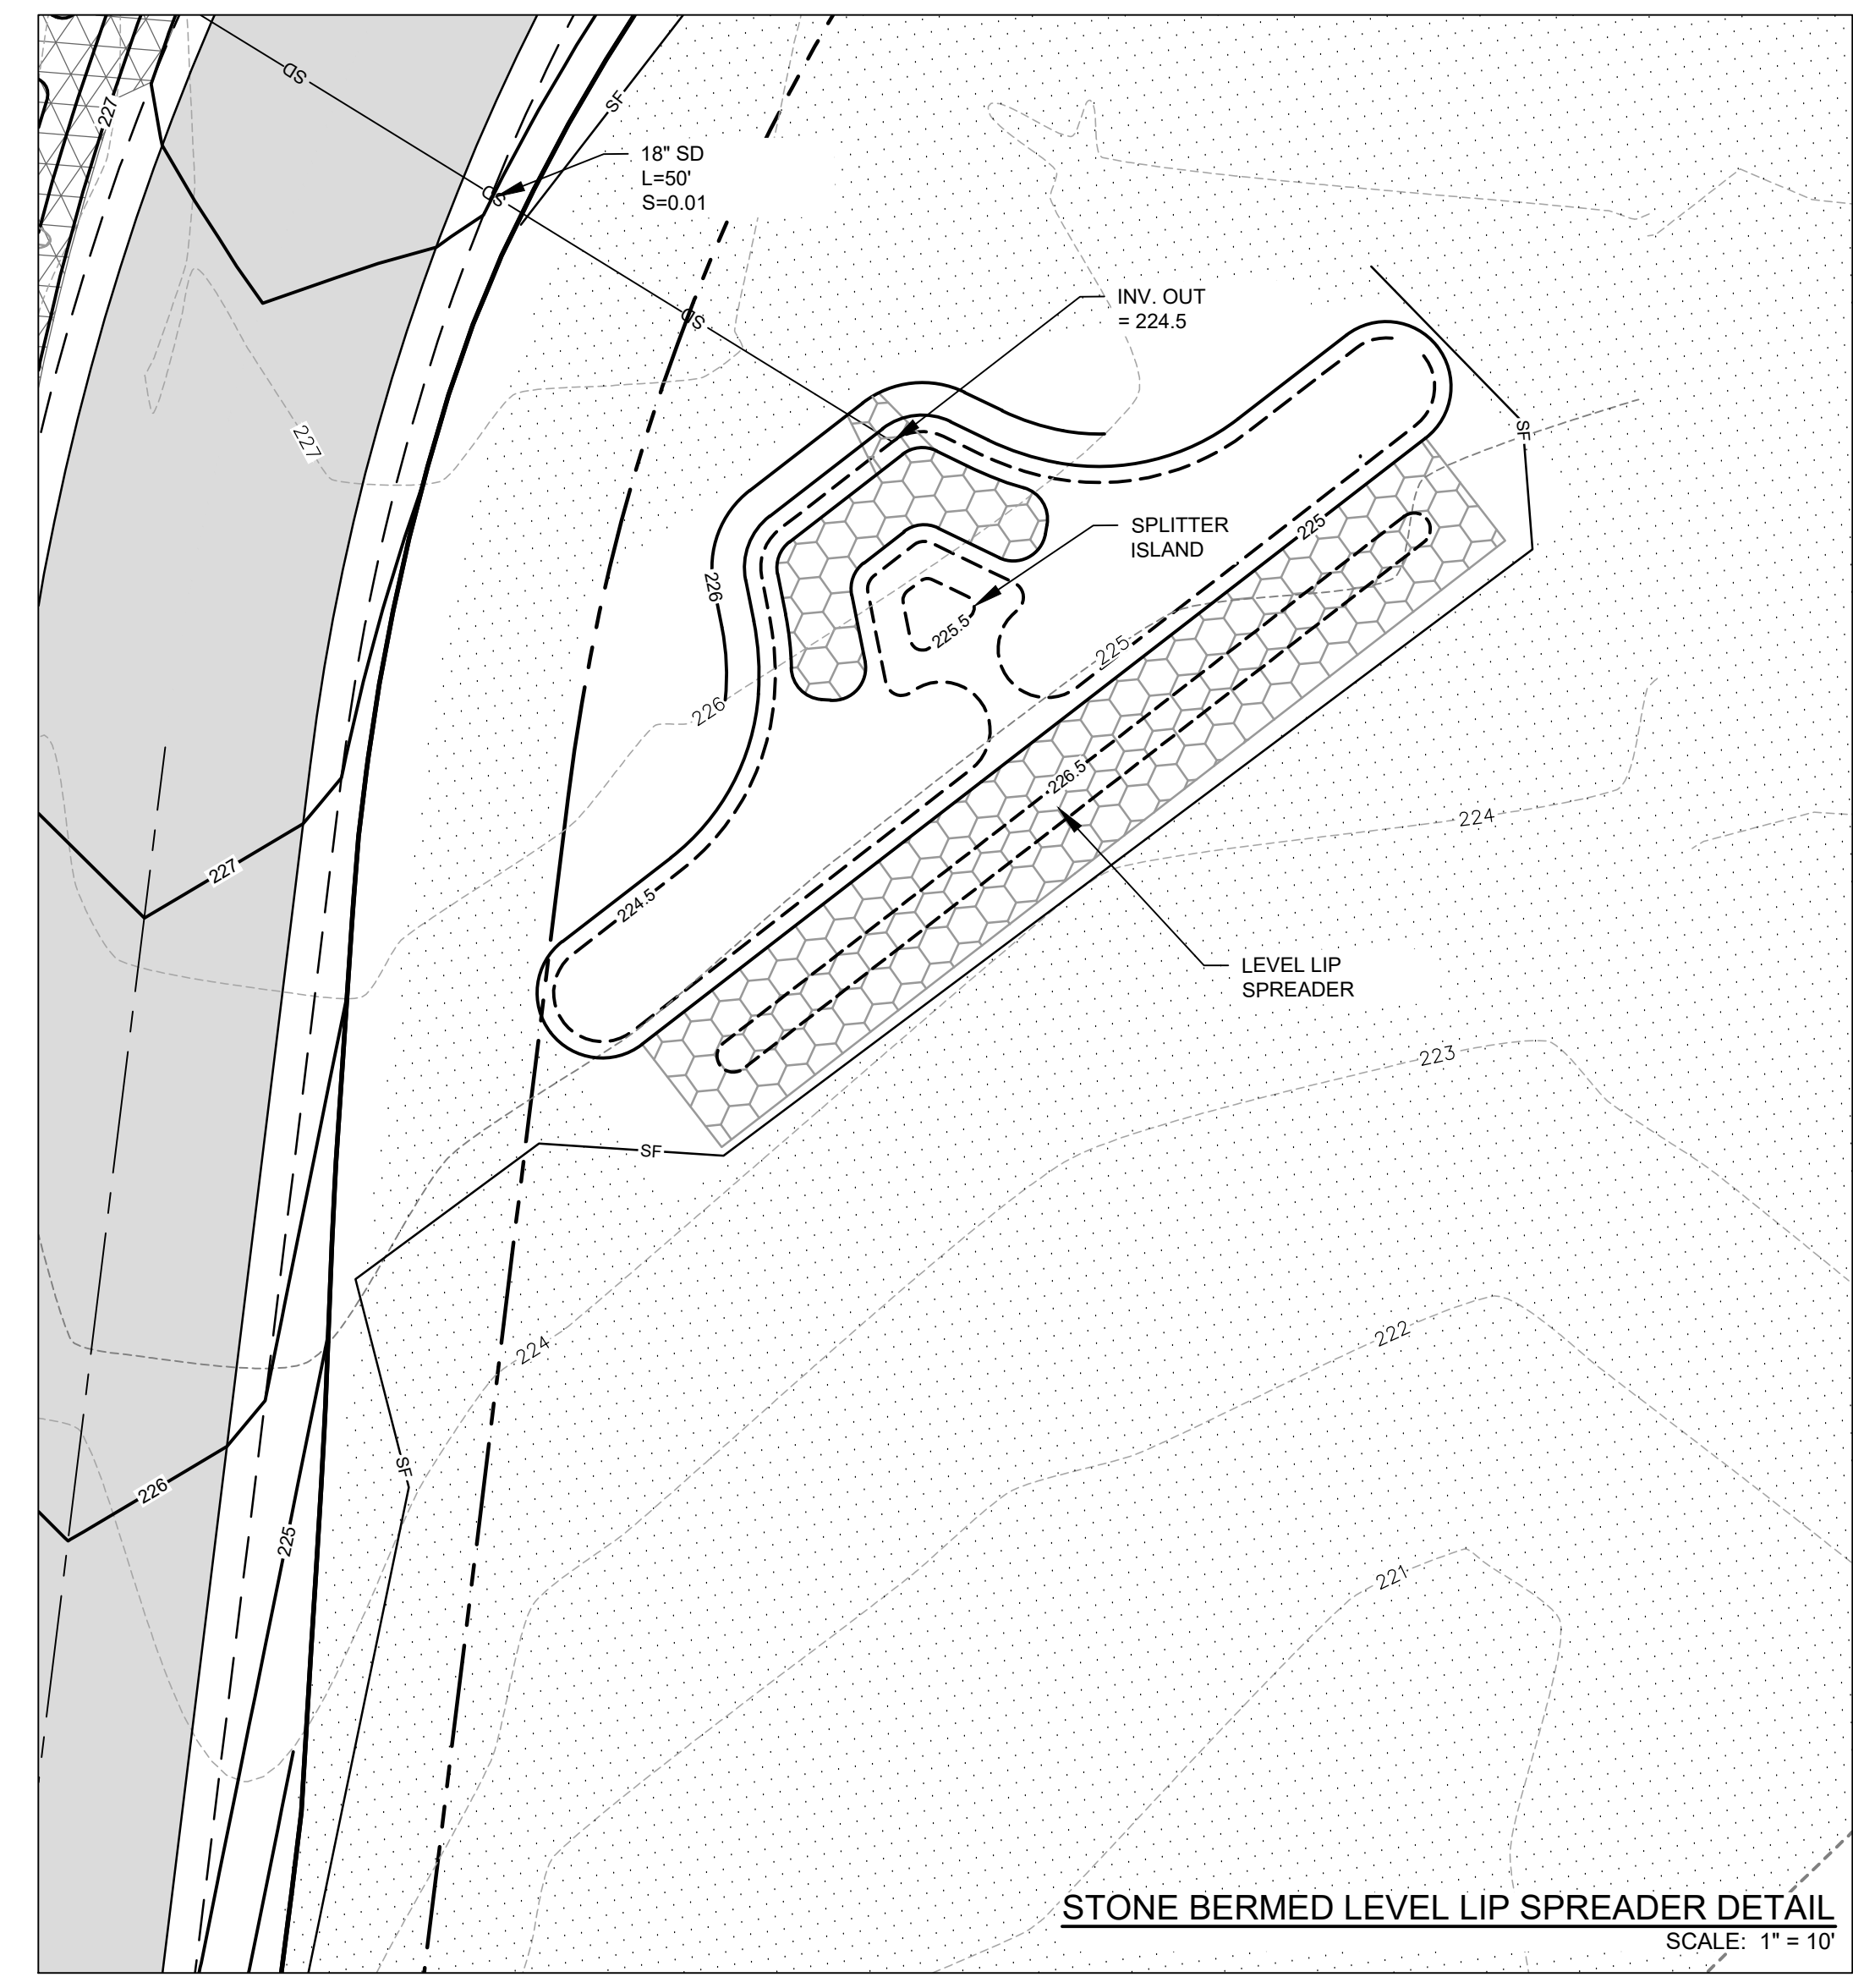 SD
227
SF
18" SD
L=50'
S=0.01
SD
INV. OUT
= 224.5
SD
227
SF
SPLITTER
ISLAND
225
226
225.5
225
226
226.5
224
227
224.5
LEVEL LIP
SPREADER
223
SF
222
224
SF
226
225
221
STONE BERMED LEVEL LIP SPREADER DETAIL
SCALE: 1" = 10'